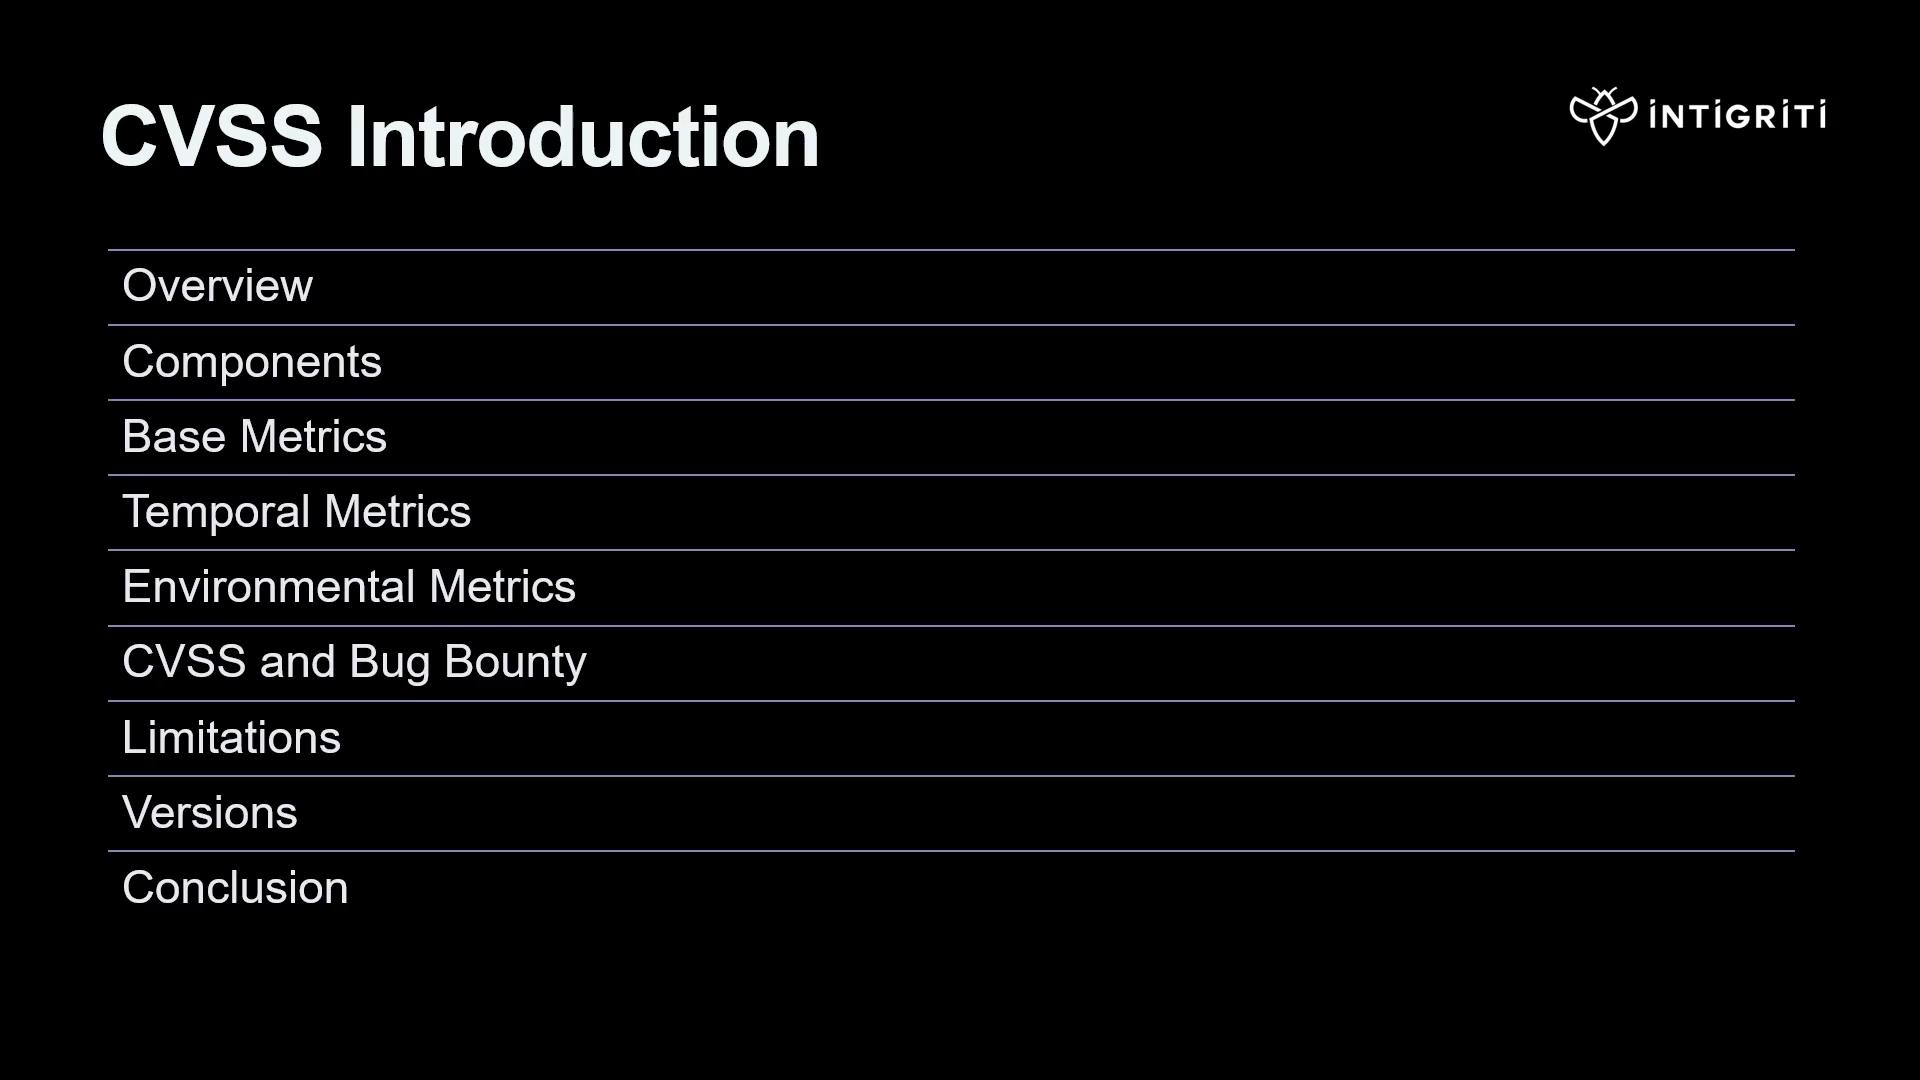 CVSS Introduction
INTIGRITI
Overview
Components
Base Metrics
Temporal Metrics
Environmental Metrics
CVSS and Bug Bounty
Limitations
Versions
Conclusion